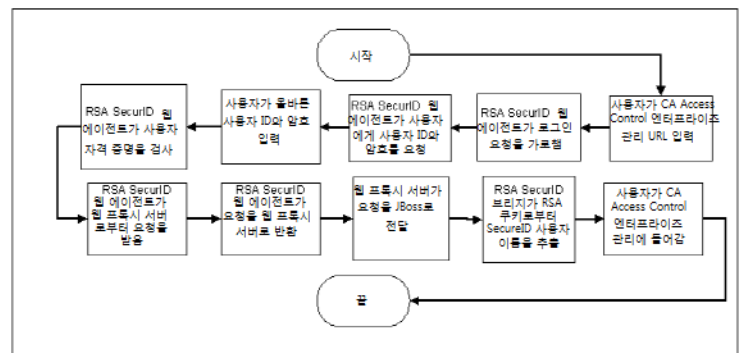 시작
사용자가 CA Access
Control 엔터프라이즈
관리 URL 입력
RSA SecurID 웹
에이전트가 로그인
요청을 가로챔
RSA SecurID 웹
에이전트가 사용자
에게 사용자 ID와
암호를 요청
사용자가 올바른
사용자 ID와 암호
입력
RSA SecurID 웹
에이전트가 사용자
자격 증명을 검사
RSA SecurID
웹 에이전트가
웹 프록시 서버
로부터 요청을
받음
RSA SecurID
웹 에이전트가
요청을 웹 프록시
서버로 반환
웹 프록시 서버가
요청을 JBoss로
전달
RSA SecurID
브리지가 RSA
쿠키로부터
SecureID 사용자
이름을 추출
사용자가 CA
Access Control
엔터프라이즈
관리에 들어감
끝